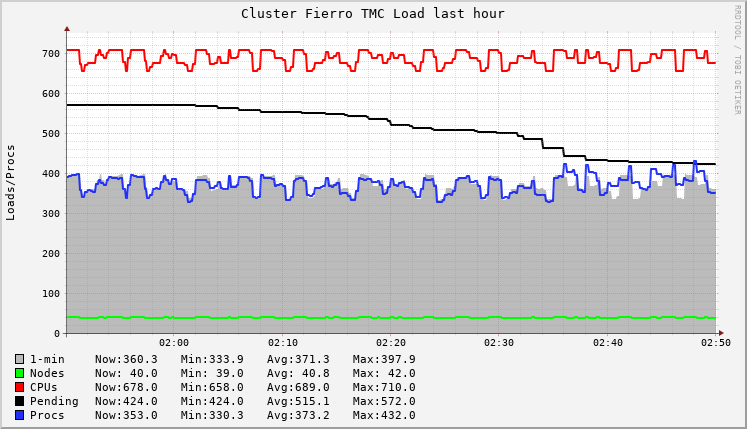 Cluster Fierro TMC Load last hour
RRDTOOL / TOBI OETIKER
Loads/Procs
700
600
500
400
300
200
100
0
02:00 02:10 02:20 02:30 02:40 02:50
1-min Now:360.3 Min:333.9 Avg:371.3 Max:397.9
Nodes Now: 40.0 Min: 39.0 Avg: 40.8 Max: 42.0
CPUs Now:678.0 Min:658.0 Avg:689.0 Max:710.0
Pending Now:424.0 Min:424.0 Avg:515.1 Max:572.0
Procs Now:353.0 Min:330.3 Avg:373.2 Max:432.0